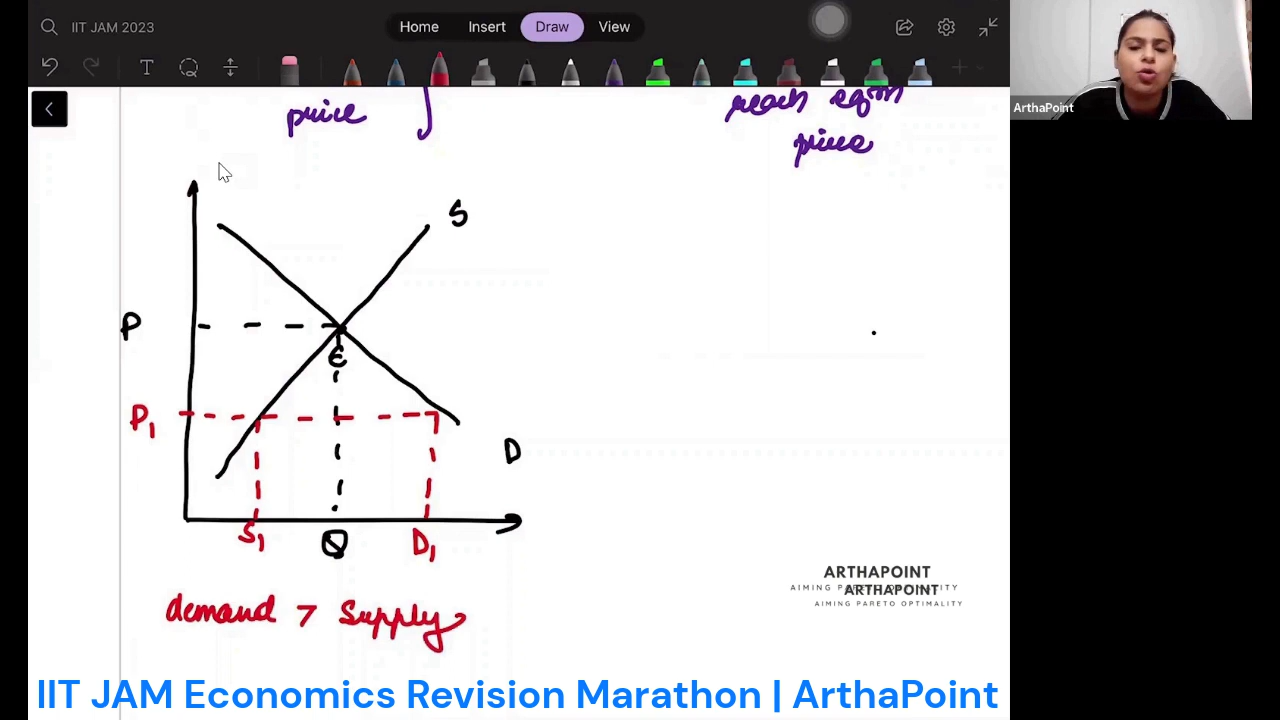 IIT JAM 2023
Home Insert Draw View
ArthaPoint
price
reach eqm
price
S
P
E
P1
D
S1 Q D1
demand > Supply
ARTHAPOINT
AIMING PARETO OPTIMALITY
ARTHAPOINT
AIMING PARETO OPTIMALITY
IIT JAM Economics Revision Marathon | ArthaPoint